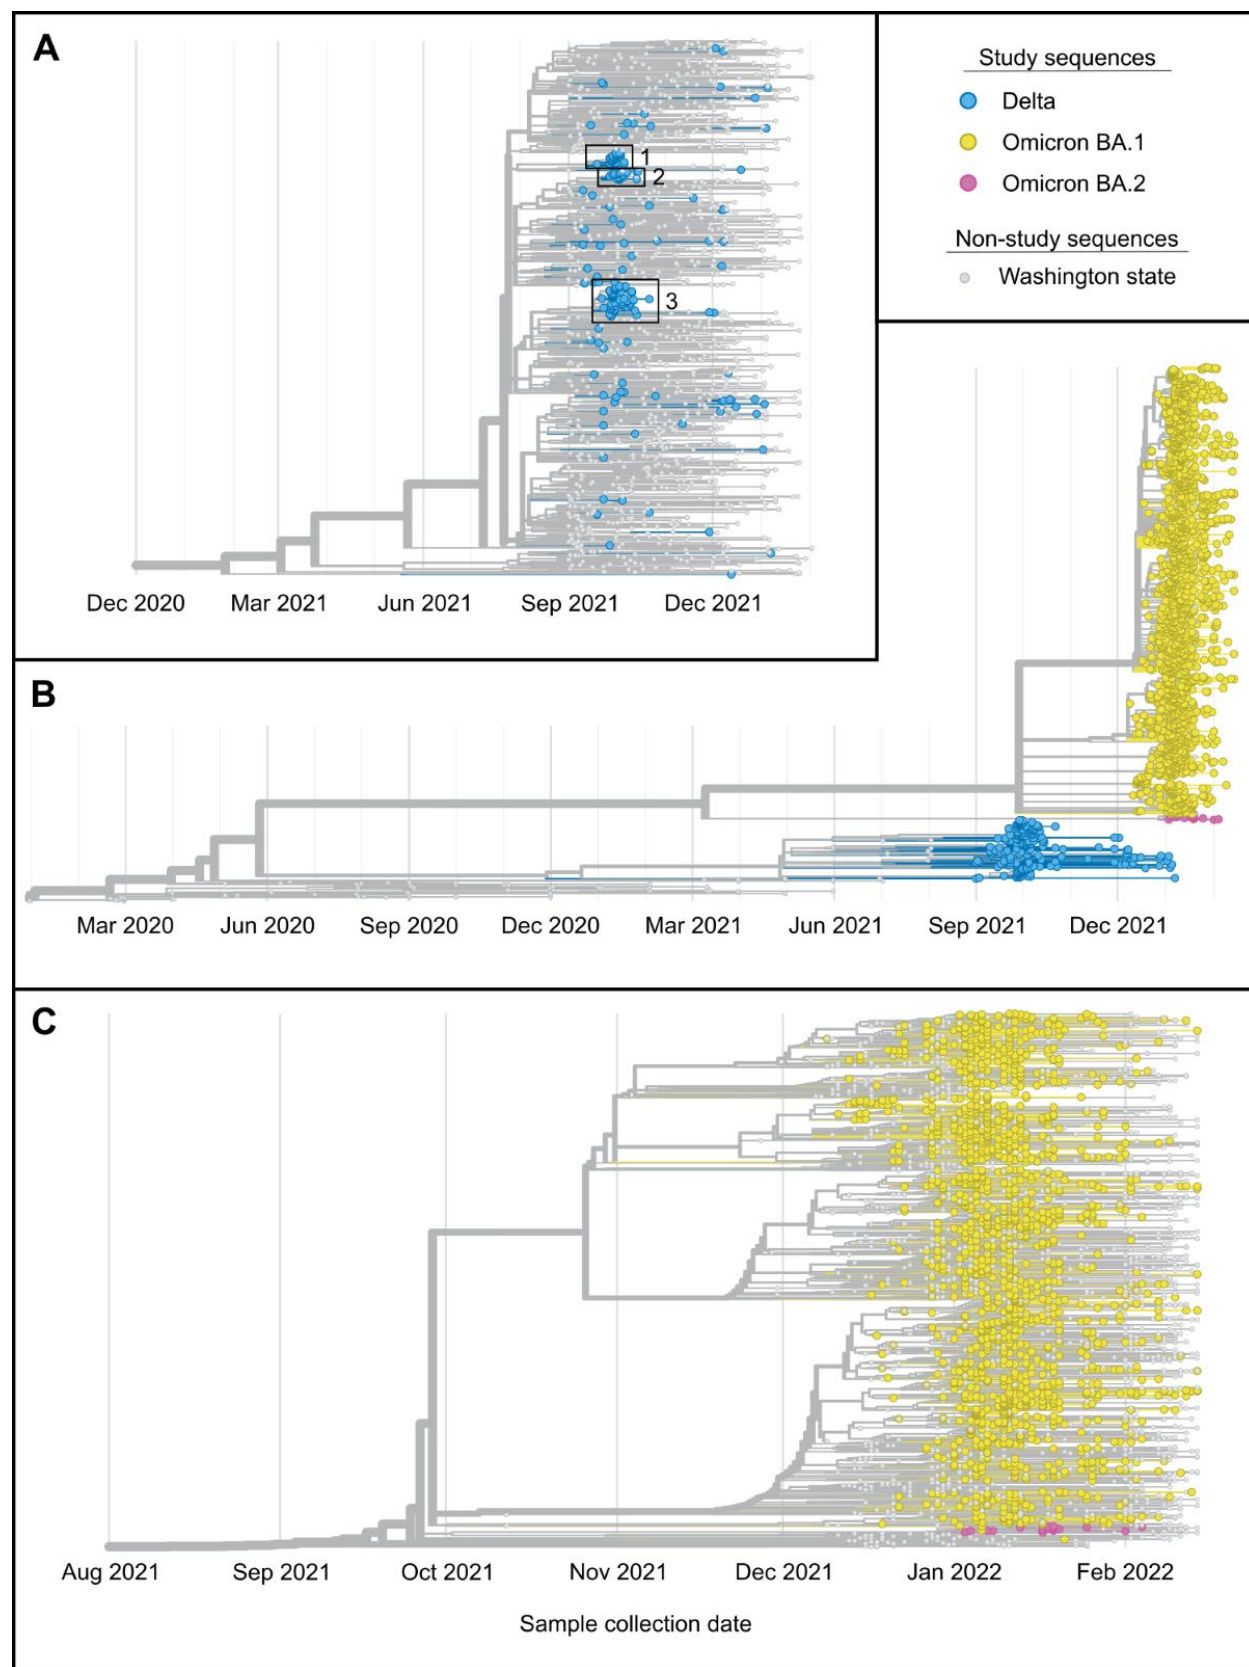 A
1
2
3
Dec 2020 Mar 2021 Jun 2021 Sep 2021 Dec 2021
Study sequences
Delta
Omicron BA.1
Omicron BA.2
Non-study sequences
Washington state
B
Mar 2020 Jun 2020 Sep 2020 Dec 2020 Mar 2021 Jun 2021 Sep 2021 Dec 2021
C
Aug 2021 Sep 2021 Oct 2021 Nov 2021 Dec 2021 Jan 2022 Feb 2022
Sample collection date